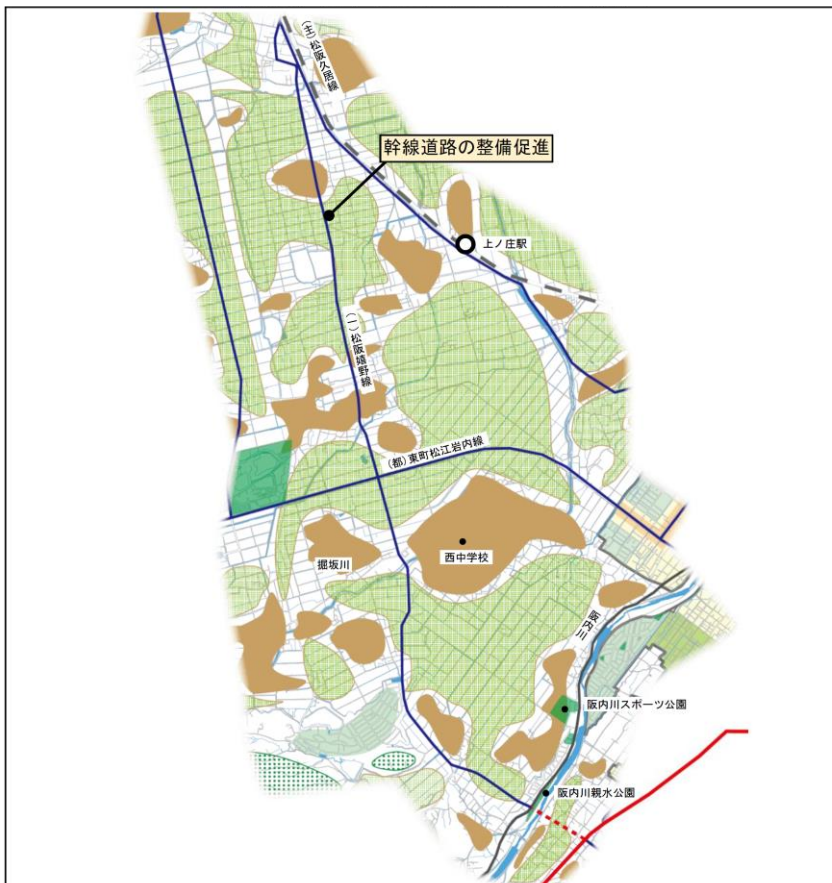 (主)松阪久居線
幹線道路の整備促進
上ノ庄駅
(一)松阪嬉野線
(都)東町松江岩内線
西中学校
掘坂川
阪内川
阪内川スポーツ公園
阪内川親水公園